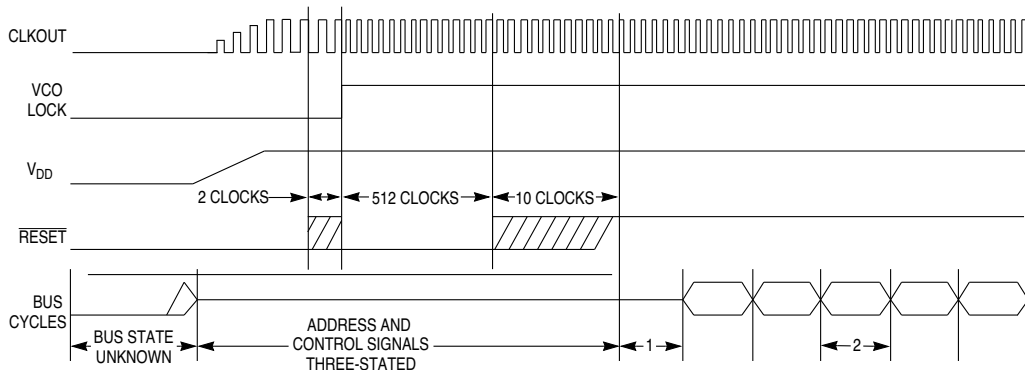 CLKOUT
VCO
LOCK
VDD
2 CLOCKS
512 CLOCKS
10 CLOCKS
RESET
BUS
CYCLES
BUS STATE
UNKNOWN
ADDRESS AND
CONTROL SIGNALS
THREE-STATED
1
2